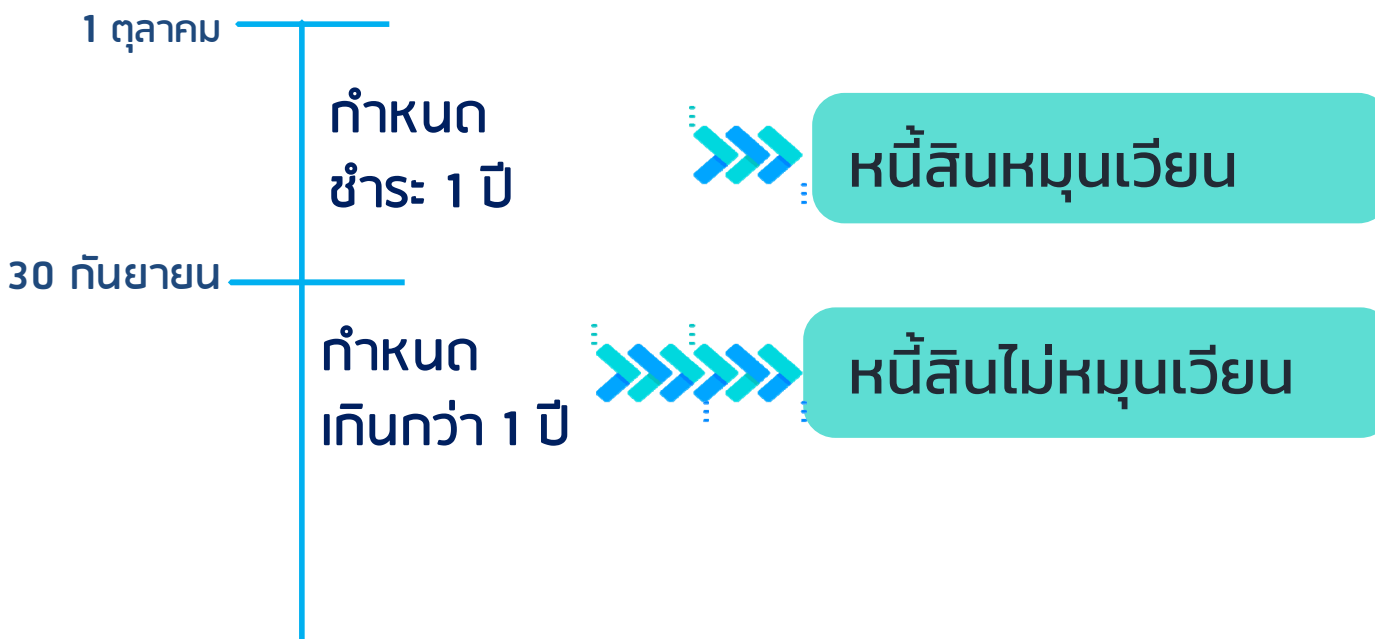 1 ตุลาคม
กำหนด
ชำระ 1 ปี
หนี้สินหมุนเวียน
30 กันยายน
กำหนด
เกินกว่า 1 ปี
หนี้สินไม่หมุนเวียน